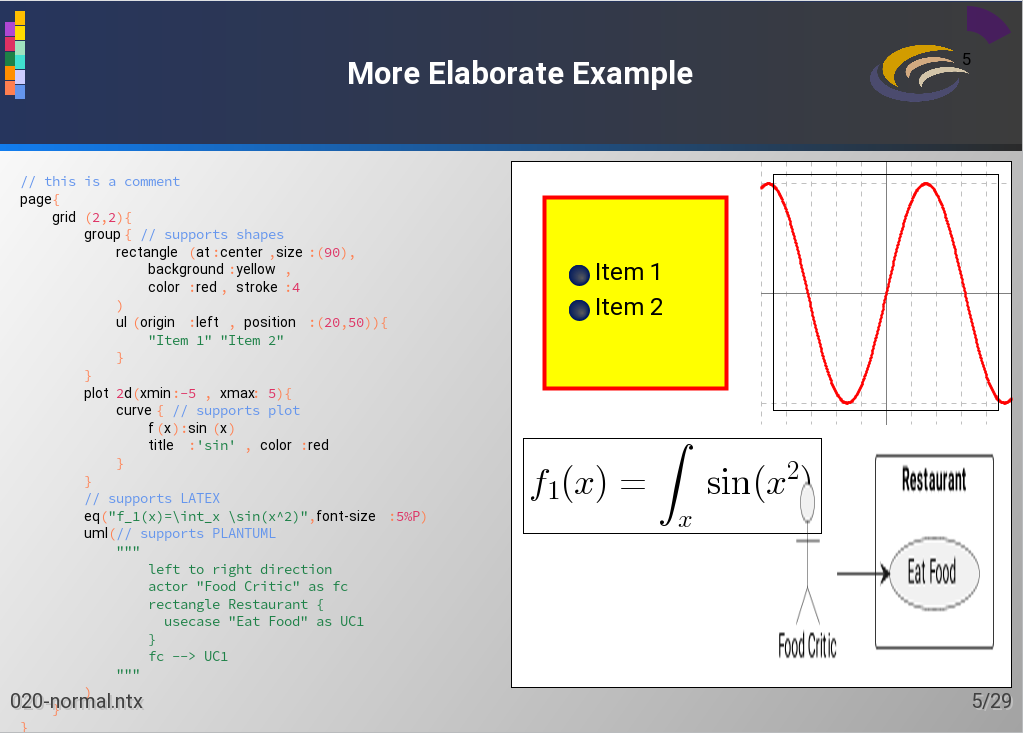 More Elaborate Example
5
// this is a comment
page{
grid (2,2){
group { // supports shapes
rectangle (at:center ,size :(90),
background :yellow ,
color :red , stroke :4
)
ul (origin :left , position :(20,50)){
"Item 1" "Item 2"
}
}
plot 2d(xmin:-5 , xmax: 5){
curve { // supports plot
f (x):sin (x)
title :'sin' , color :red
}
}
// supports LATEX
eq("f_1(x)=\int_x \sin(x^2)",font-size :5%P)
uml(// supports PLANTUML
"""
left to right direction
actor "Food Critic" as fc
rectangle Restaurant {
usecase "Eat Food" as UC1
}
fc --> UC1
"""
)
}
}
Item 1
Item 2
f₁(x) = ∫ₓ sin(x²)
Restaurant
Eat Food
Food Critic
020-normal.ntx
5/29